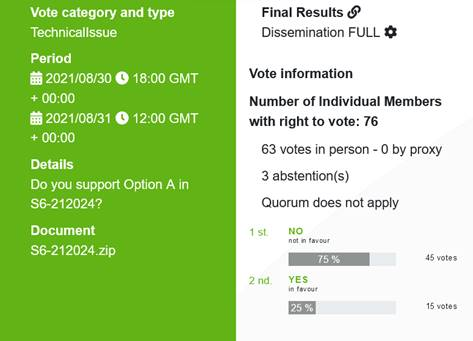 Vote category and type
TechnicalIssue
Period
2021/08/30 18:00 GMT
+ 00:00
2021/08/31 12:00 GMT
+ 00:00
Details
Do you support Option A in
S6-212024?
Document
S6-212024.zip
Final Results
Dissemination FULL
Vote information
Number of Individual Members
with right to vote: 76
63 votes in person - 0 by proxy
3 abstention(s)
Quorum does not apply
1 st. NO
not in favour
75 % 45 votes
2 nd. YES
in favour
25 % 15 votes